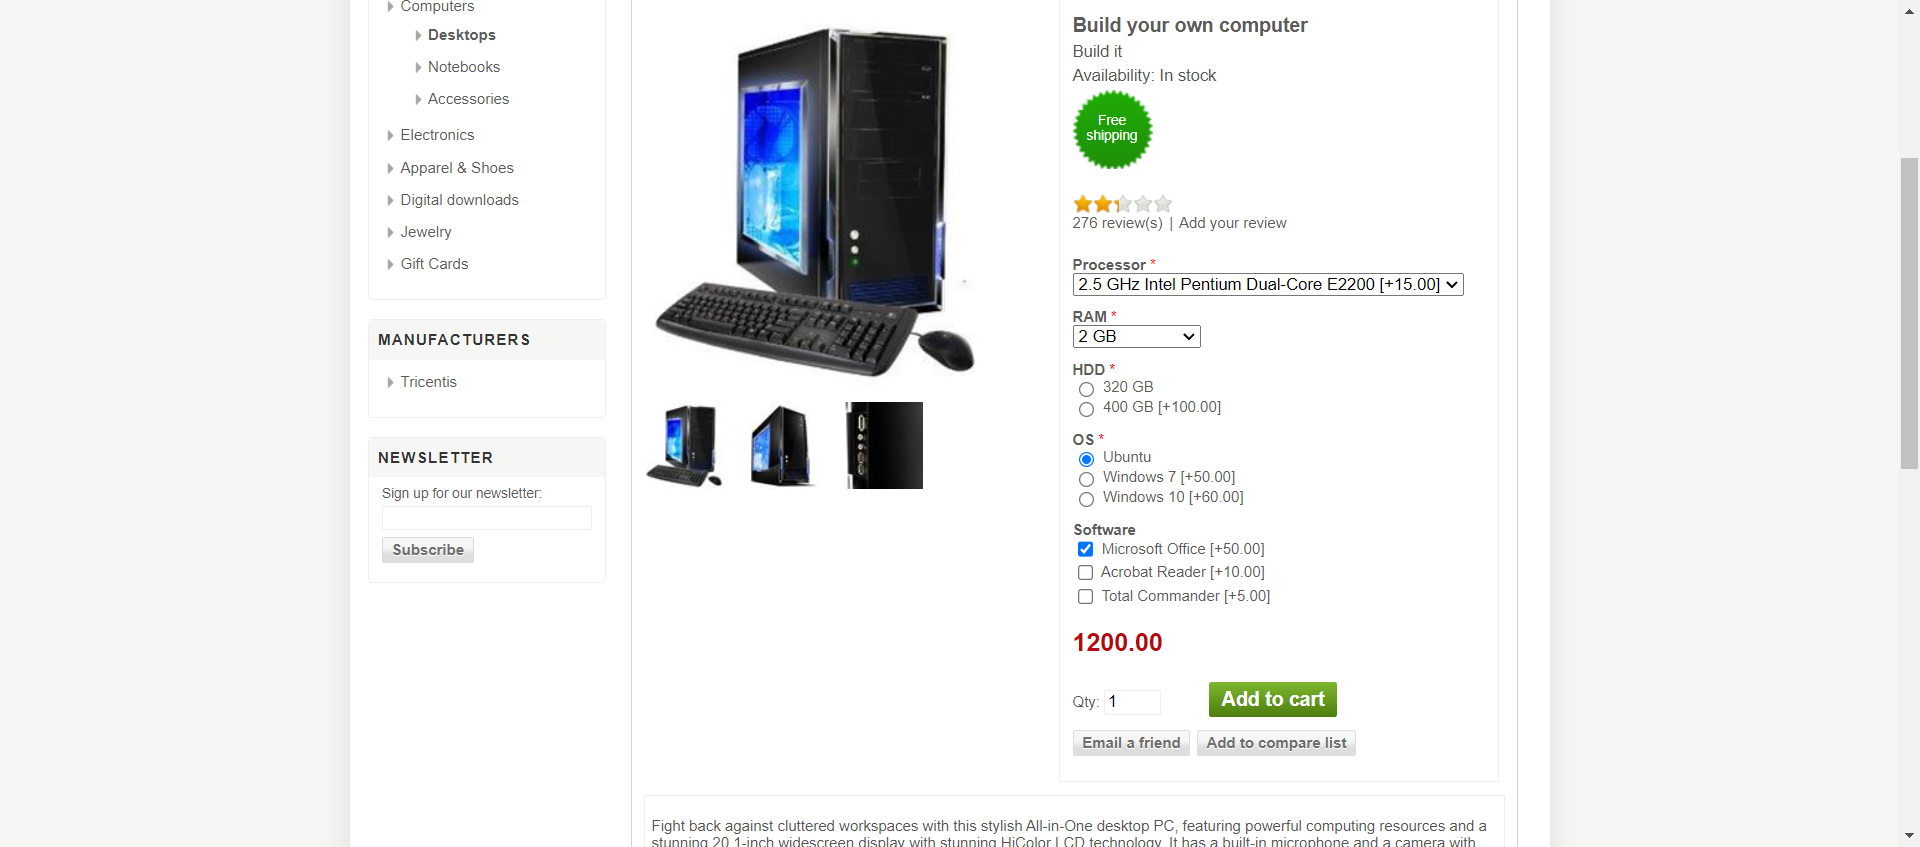 Computers
Desktops
Notebooks
Accessories
Electronics
Apparel & Shoes
Digital downloads
Jewelry
Gift Cards
MANUFACTURERS
Tricentis
NEWSLETTER
Sign up for our newsletter:
Subscribe
Build your own computer
Build it
Availability: In stock
Free
shipping
276 review(s) | Add your review
Processor *
2.5 GHz Intel Pentium Dual-Core E2200 [+15.00]
RAM *
2 GB
HDD *
320 GB
400 GB [+100.00]
OS *
Ubuntu
Windows 7 [+50.00]
Windows 10 [+60.00]
Software
Microsoft Office [+50.00]
Acrobat Reader [+10.00]
Total Commander [+5.00]
1200.00
Qty: 1
Add to cart
Email a friend
Add to compare list
Fight back against cluttered workspaces with this stylish All-in-One desktop PC, featuring powerful computing resources and a
stunning 20.1-inch widescreen display with stunning HiColor LCD technology. It has a built-in microphone and a camera with